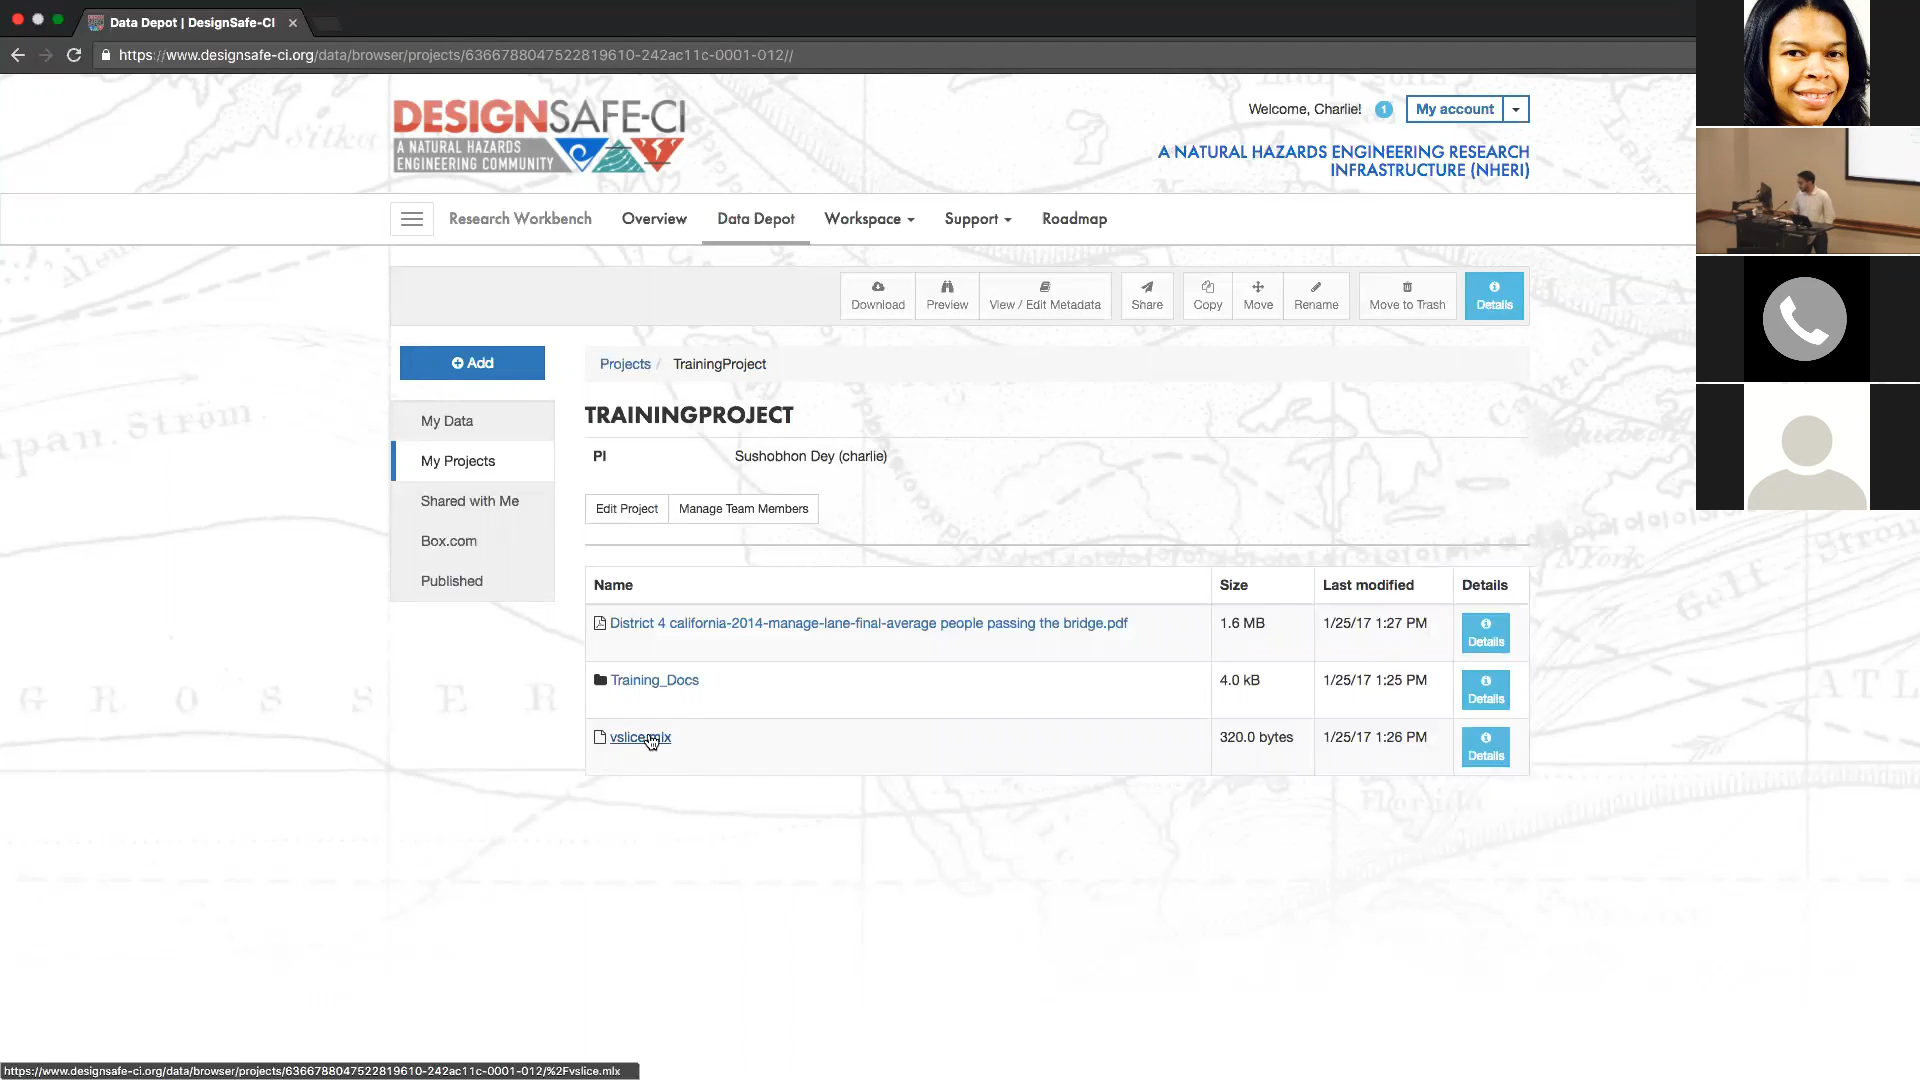 Data Depot | DesignSafe-CI
https://www.designsafe-ci.org/data/browser/projects/6366788047522819610-242ac11c-0001-012//
DESIGNSAFE-CI
A NATURAL HAZARDS
ENGINEERING COMMUNITY
Welcome, Charlie! 1 My account
A NATURAL HAZARDS ENGINEERING RESEARCH
INFRASTRUCTURE (NHERI)
Research Workbench Overview Data Depot Workspace Support Roadmap
Download Preview View / Edit Metadata Share Copy Move Rename Move to Trash Details
Add
Projects / TrainingProject
My Data
My Projects
Shared with Me
Box.com
Published
TRAININGPROJECT
PI Sushobhon Dey (charlie)
Edit Project Manage Team Members
Name Size Last modified Details
District 4 california-2014-manage-lane-final-average people passing the bridge.pdf 1.6 MB 1/25/17 1:27 PM Details
Training_Docs 4.0 kB 1/25/17 1:25 PM Details
vslice.mlx 320.0 bytes 1/25/17 1:26 PM Details
https://www.designsafe-ci.org/data/browser/projects/6366788047522819610-242ac11c-0001-012/%2Fvslice.mlx